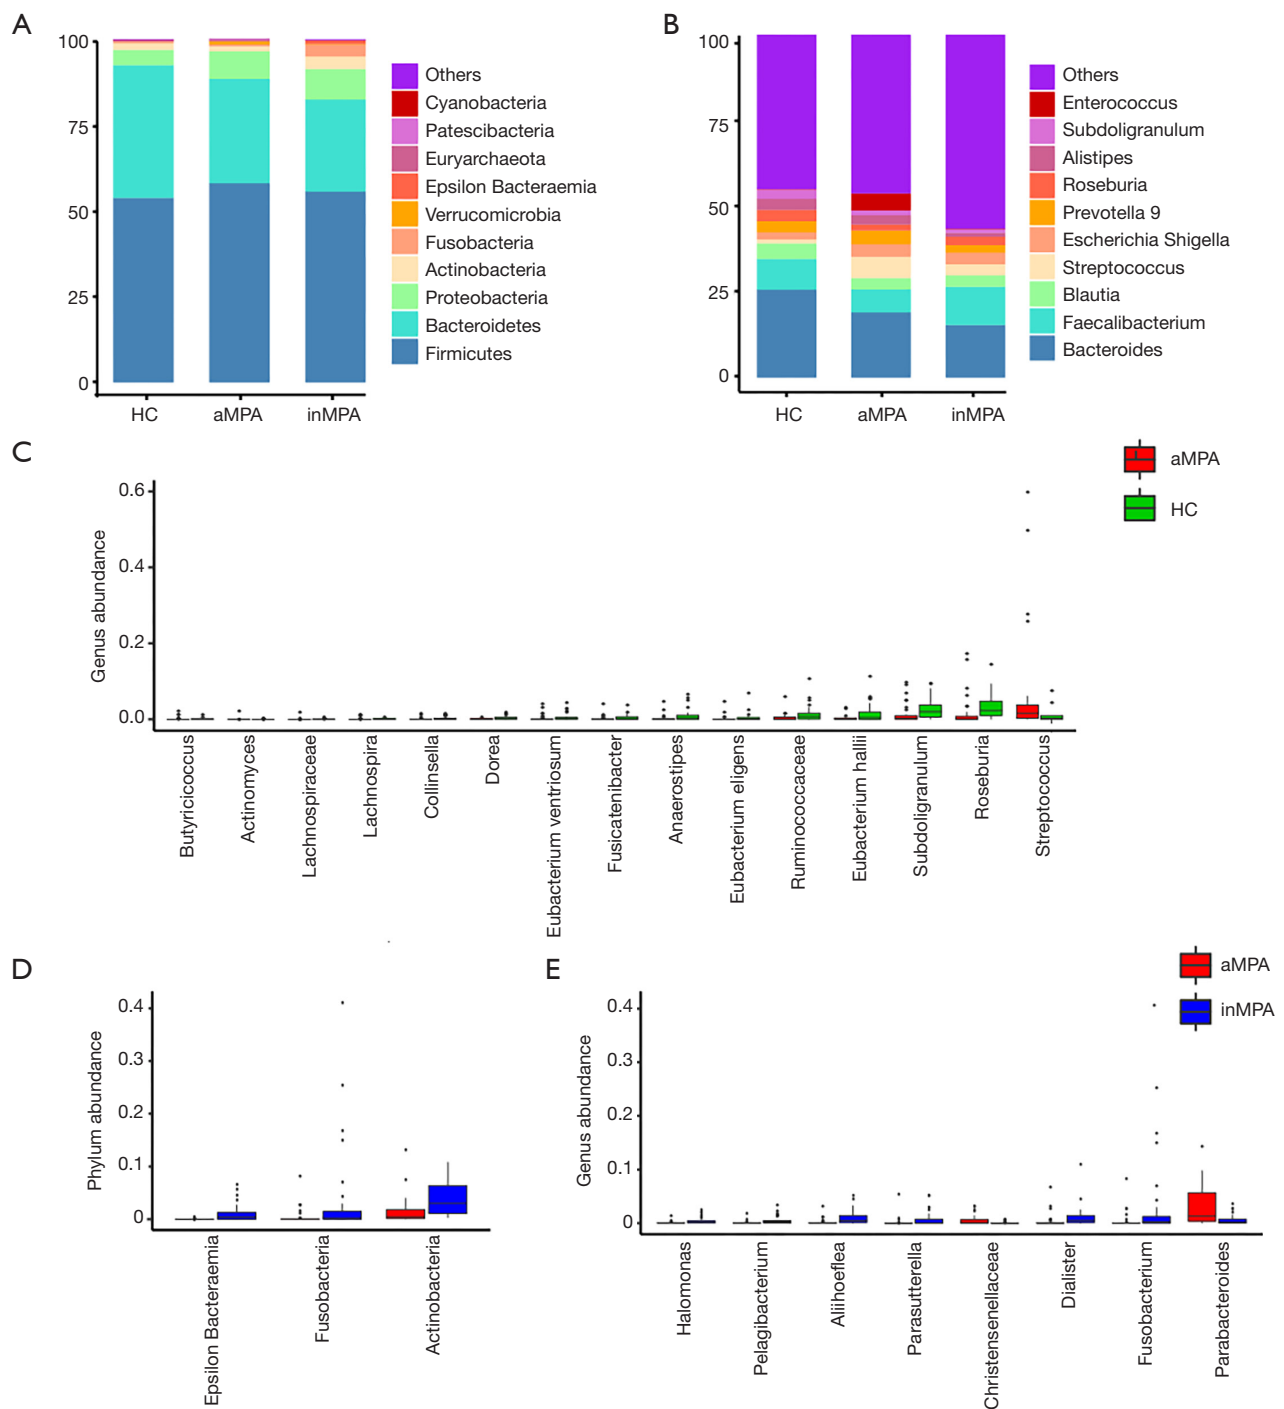 A
100
75
50
25
0
HC
aMPA
inMPA
Others
Cyanobacteria
Patescibacteria
Euryarchaeota
Epsilon Bacteraemia
Verrucomicrobia
Fusobacteria
Actinobacteria
Proteobacteria
Bacteroidetes
Firmicutes
B
100
75
50
25
0
HC
aMPA
inMPA
Others
Enterococcus
Subdoligranulum
Alistipes
Roseburia
Prevotella 9
Escherichia Shigella
Streptococcus
Blautia
Faecalibacterium
Bacteroides
C
Genus abundance
0.6
0.4
0.2
0.0
Butyricicoccus
Actinomyces
Lachnospiraceae
Lachnospira
Collinsella
Dorea
Eubacterium ventriosum
Fusicatenibacter
Anaerostipes
Eubacterium eligens
Ruminococcaceae
Eubacterium hallii
Subdoligranulum
Roseburia
Streptococcus
aMPA
HC
D
Phylum abundance
0.4
0.3
0.2
0.1
0
Epsilon Bacteraemia
Fusobacteria
Actinobacteria
E
Genus abundance
0.4
0.3
0.2
0.1
0
Halomonas
Pelagibacterium
Aliihoeflea
Parasutterella
Christensenellaceae
Dialister
Fusobacterium
Parabacteroides
aMPA
inMPA